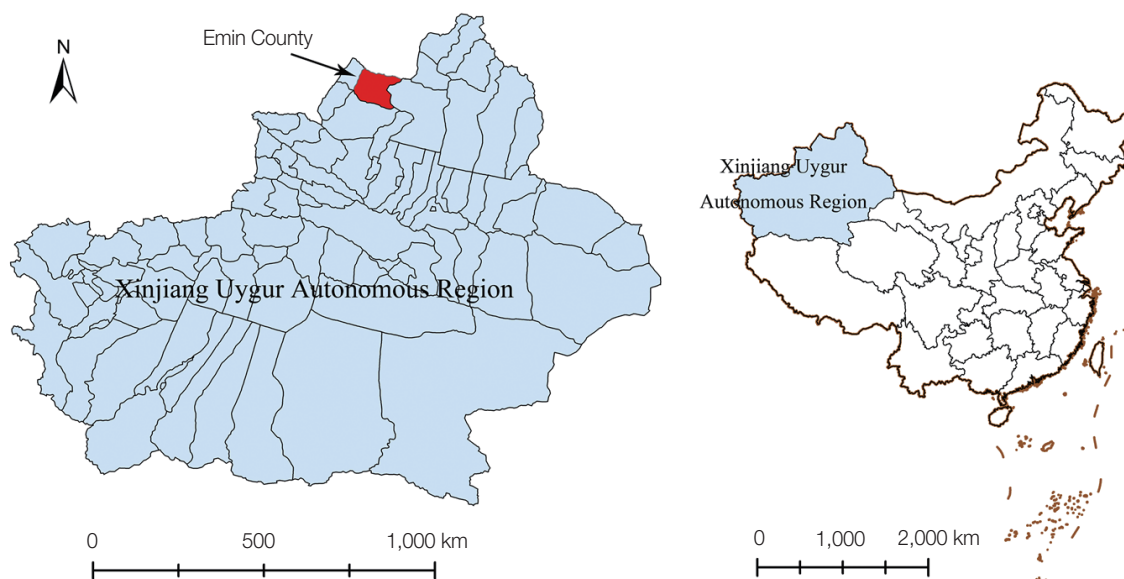 Emin County
N
Xinjiang Uygur Autonomous Region
0 500 1,000 km
Xinjiang Uygur
Autonomous Region
0 1,000 2,000 km